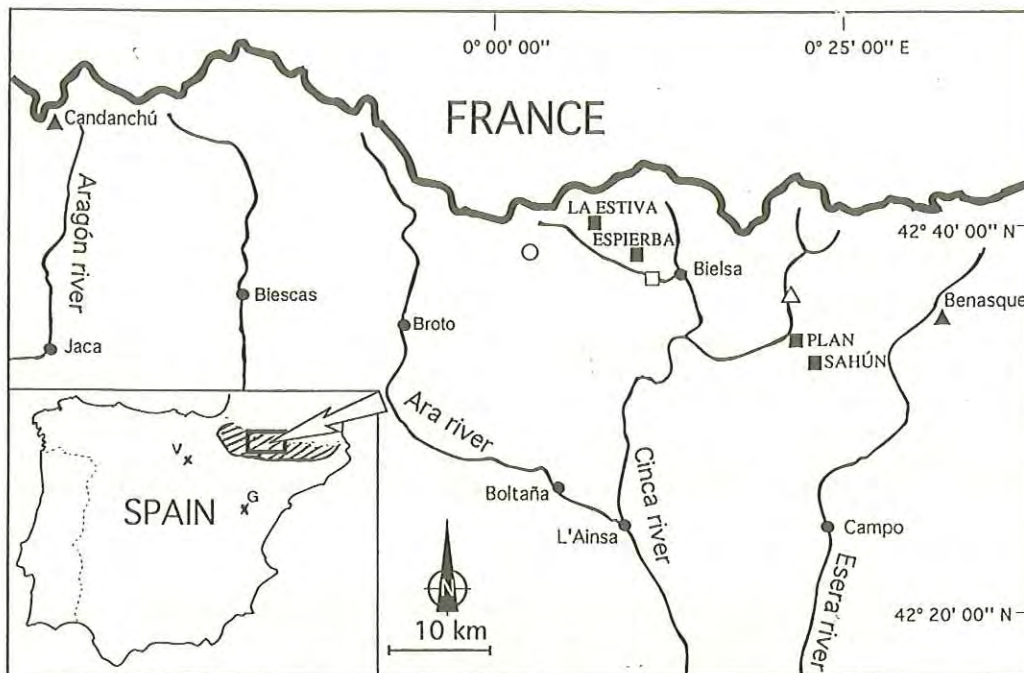 0° 00' 00''
0° 25' 00'' E
FRANCE
Candanchú
Aragón river
LA ESTIVA
42° 40' 00'' N
ESPIERBA
Bielsa
Biescas
Benasque
Broto
Jaca
PLAN
SAHÚN
Ara river
Cinca river
V
G
SPAIN
Boltaña
L'Ainsa
Campo
N
Esera river
42° 20' 00'' N
10 km